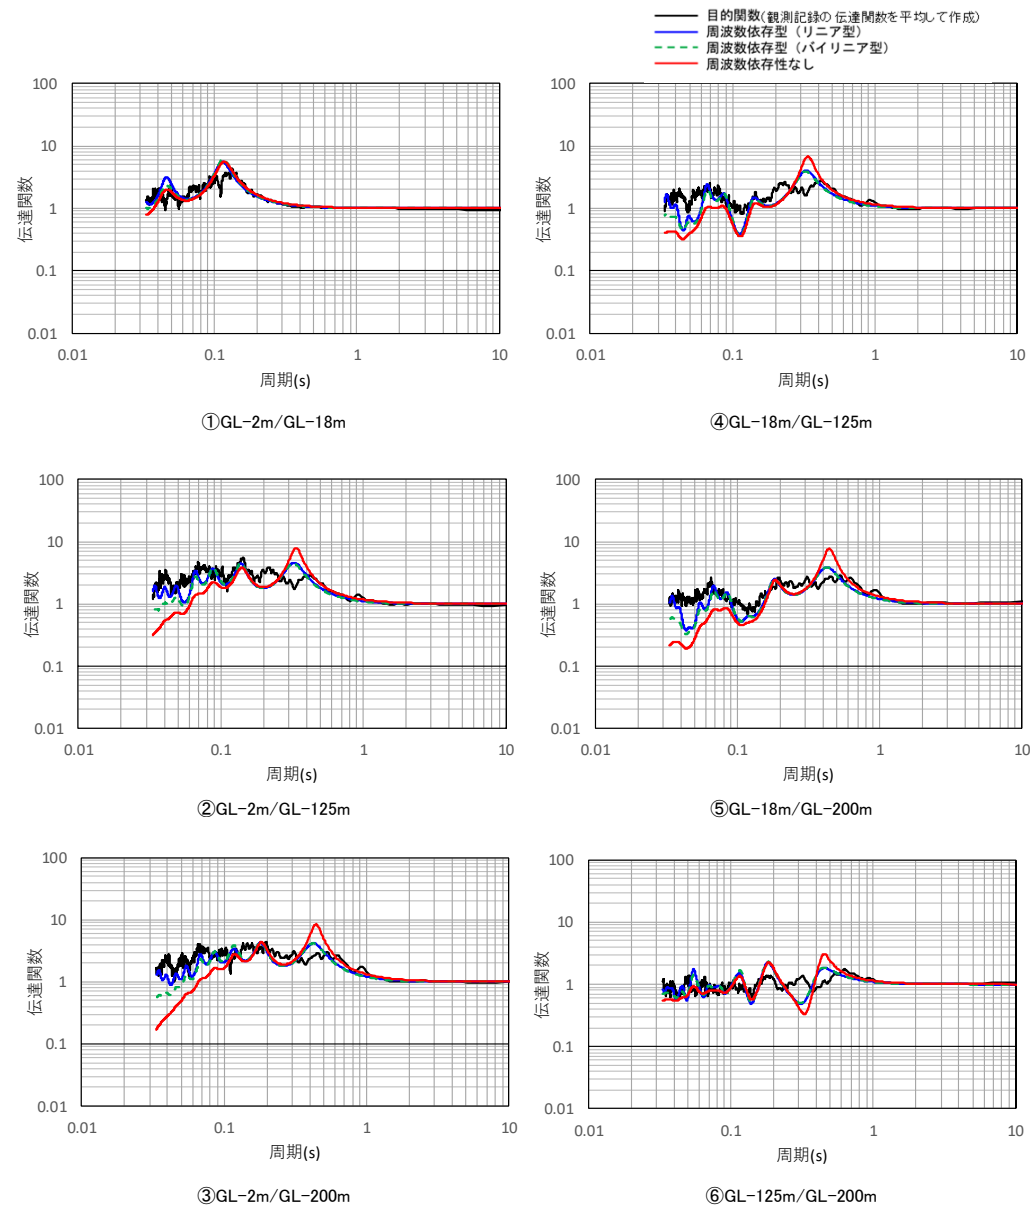 目的関数(観測記録の伝達関数を平均して作成)
周波数依存型（リニア型）
周波数依存型（バイリニア型）
周波数依存性なし
100
10
1
0.1
0.01
伝達関数
0.01
0.1
1
10
周期(s)
①GL-2m/GL-18m
100
10
1
0.1
0.01
伝達関数
0.01
0.1
1
10
周期(s)
④GL-18m/GL-125m
100
10
1
0.1
0.01
伝達関数
0.01
0.1
1
10
周期(s)
②GL-2m/GL-125m
100
10
1
0.1
0.01
伝達関数
0.01
0.1
1
10
周期(s)
⑤GL-18m/GL-200m
100
10
1
0.1
0.01
伝達関数
0.01
0.1
1
10
周期(s)
③GL-2m/GL-200m
100
10
1
0.1
0.01
伝達関数
0.01
0.1
1
10
周期(s)
⑥GL-125m/GL-200m